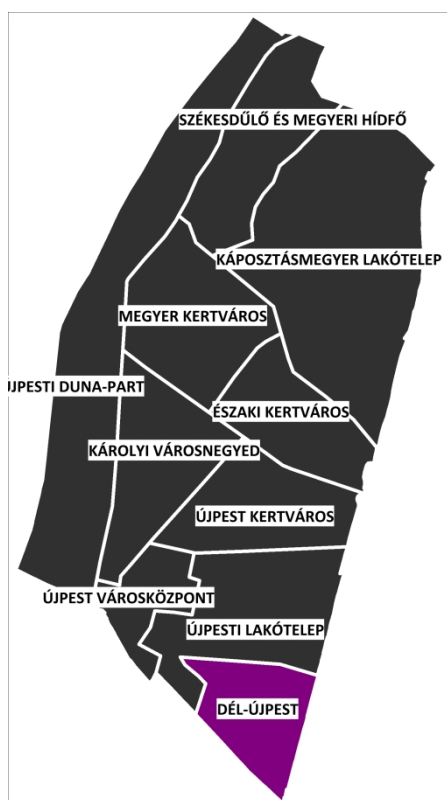 SZÉKESDŰLŐ ÉS MEGYERI HÍDFŐ
KÁPOSZTÁSMEGYER LAKÓTELEP
MEGYER KERTVÁROS
JPESTI DUNA-PART
ÉSZAKI KERTVÁROS
KÁROLYI VÁROSNEGYED
ÚJPEST KERTVÁROS
ÚJPEST VÁROSKÖZPONT
ÚJPESTI LAKÓTELEP
DÉL-ÚJPEST